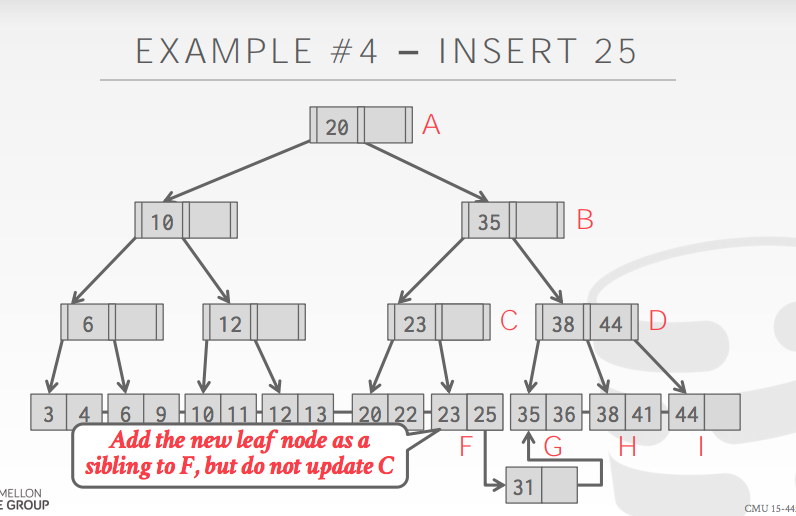 EXAMPLE #4 – INSERT 25
20 A
10 35 B
6 12 23 C 38 44 D
3 4 6 9 10 11 12 13 20 22 23 25 35 36 38 41 44
Add the new leaf node as a F G H I
sibling to F, but do not update C
31
MELLON
E GROUP
CMU 15-44